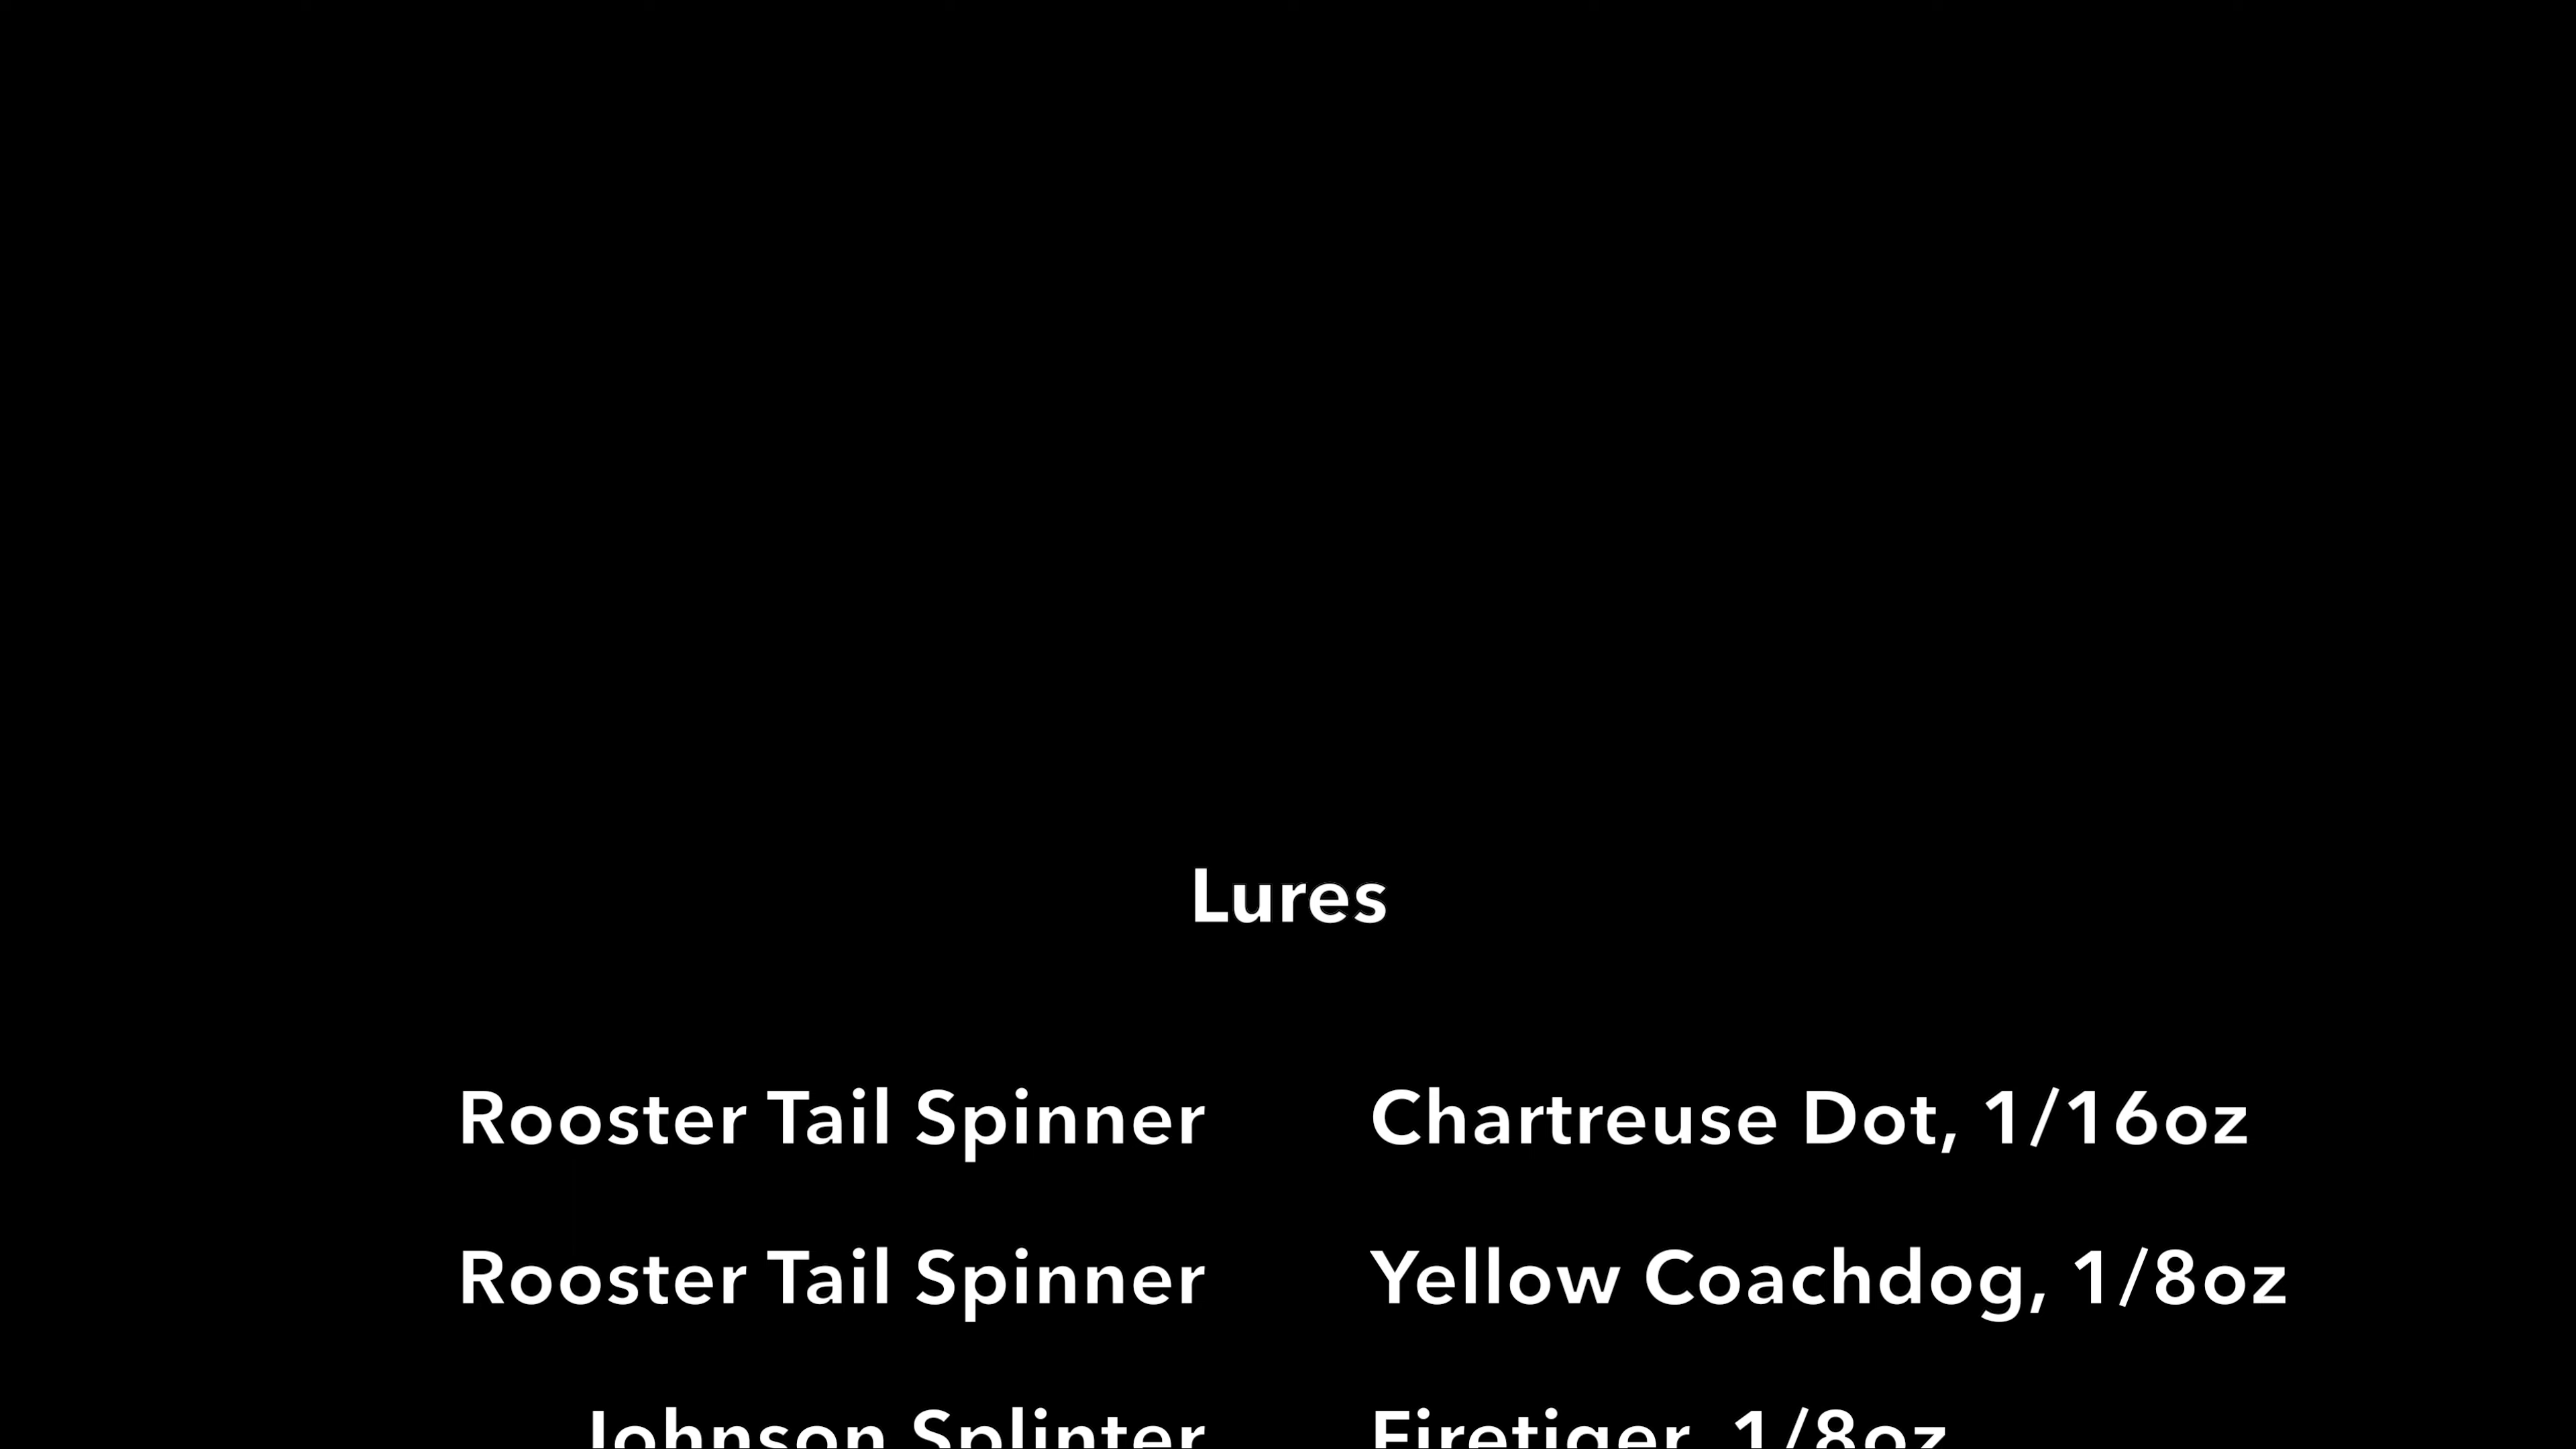 Lures
Rooster Tail Spinner Chartreuse Dot, 1/16oz
Rooster Tail Spinner Yellow Coachdog, 1/8oz
Johnson Splinter Firetiger, 1/8oz